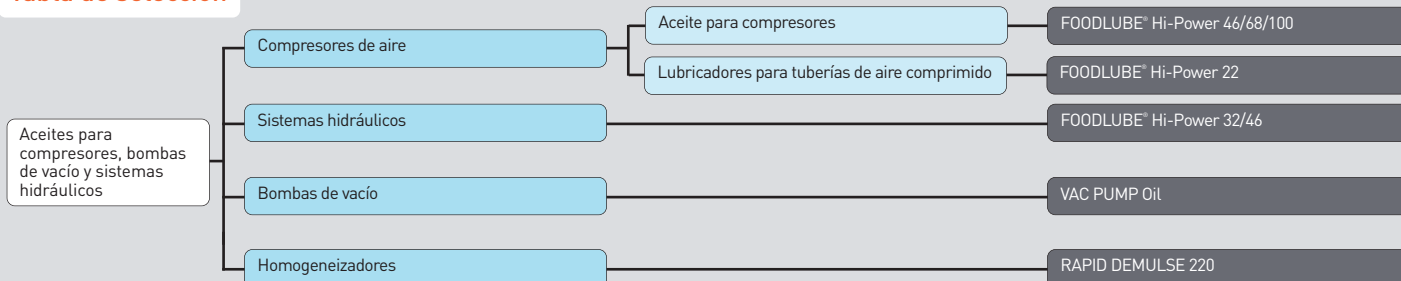 Tabla de Selección
Aceites para
compresores, bombas
de vacío y sistemas
hidráulicos
Compresores de aire
Aceite para compresores
FOODLUBE® Hi-Power 46/68/100
Lubricadores para tuberías de aire comprimido
FOODLUBE® Hi-Power 22
Sistemas hidráulicos
FOODLUBE® Hi-Power 32/46
Bombas de vacío
VAC PUMP Oil
Homogeneizadores
RAPID DEMULSE 220